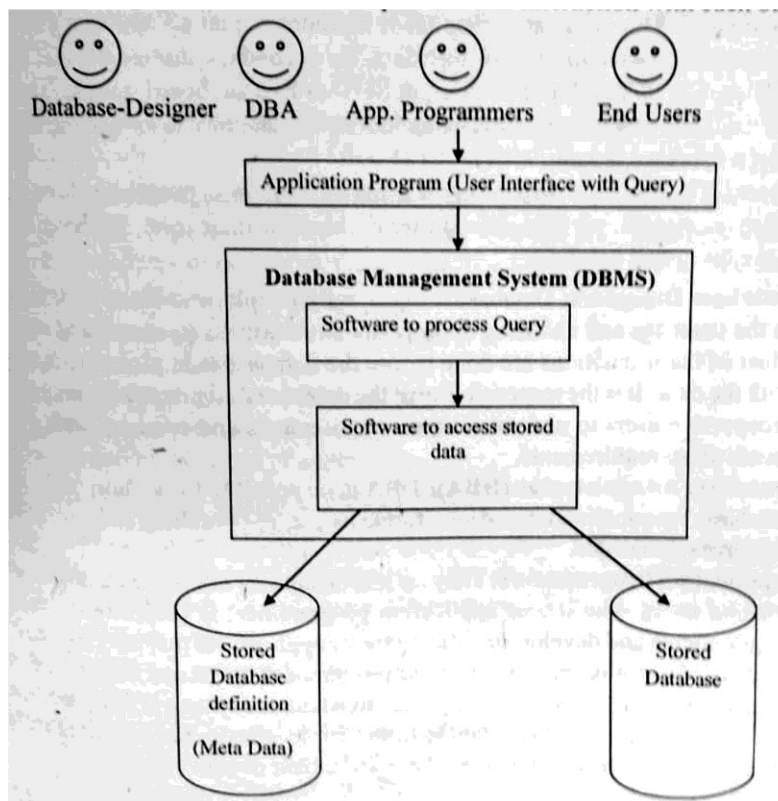 Database-Designer DBA App. Programmers End Users
Application Program (User Interface with Query)
Database Management System (DBMS)
Software to process Query
Software to access stored
data
Stored
Database
definition
(Meta Data)
Stored
Database